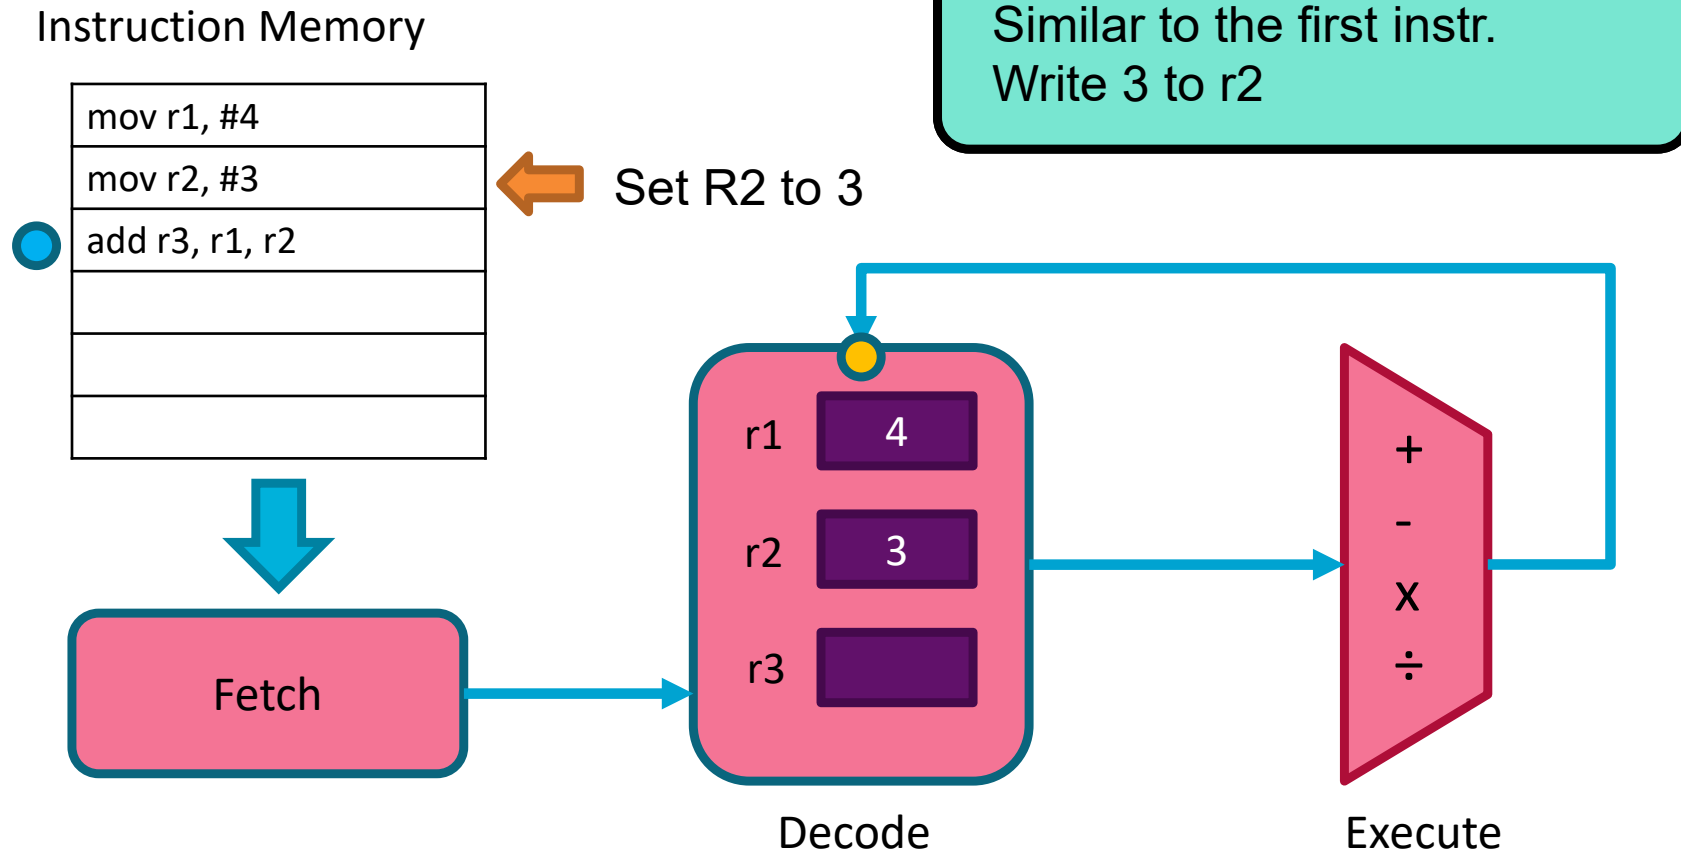 Instruction Memory
Similar to the first instr.
Write 3 to r2
mov r1, #4
mov r2, #3
Set R2 to 3
add r3, r1, r2
r1
4
r2
3
r3
+
-
x
÷
Fetch
Decode
Execute